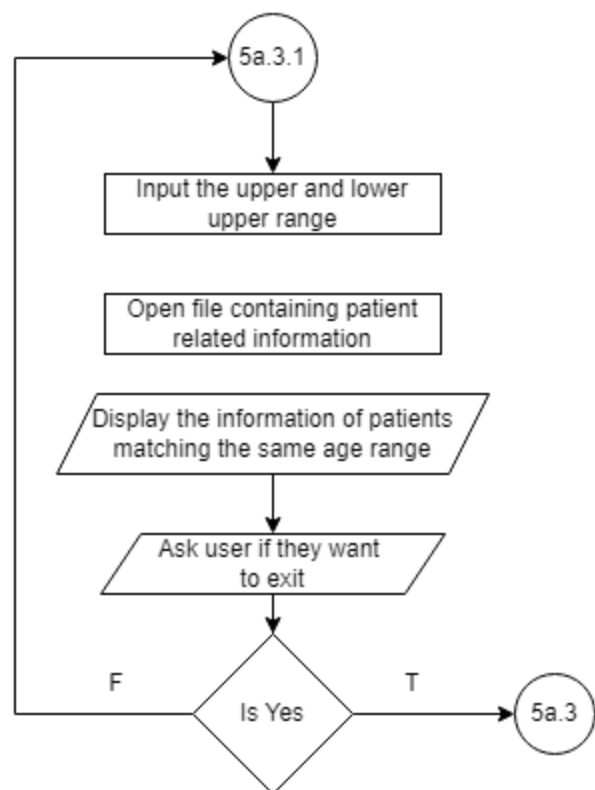 5a.3.1
Input the upper and lower
upper range
Open file containing patient
related information
Display the information of patients
matching the same age range
Ask user if they want
to exit
F
T
Is Yes
5a.3